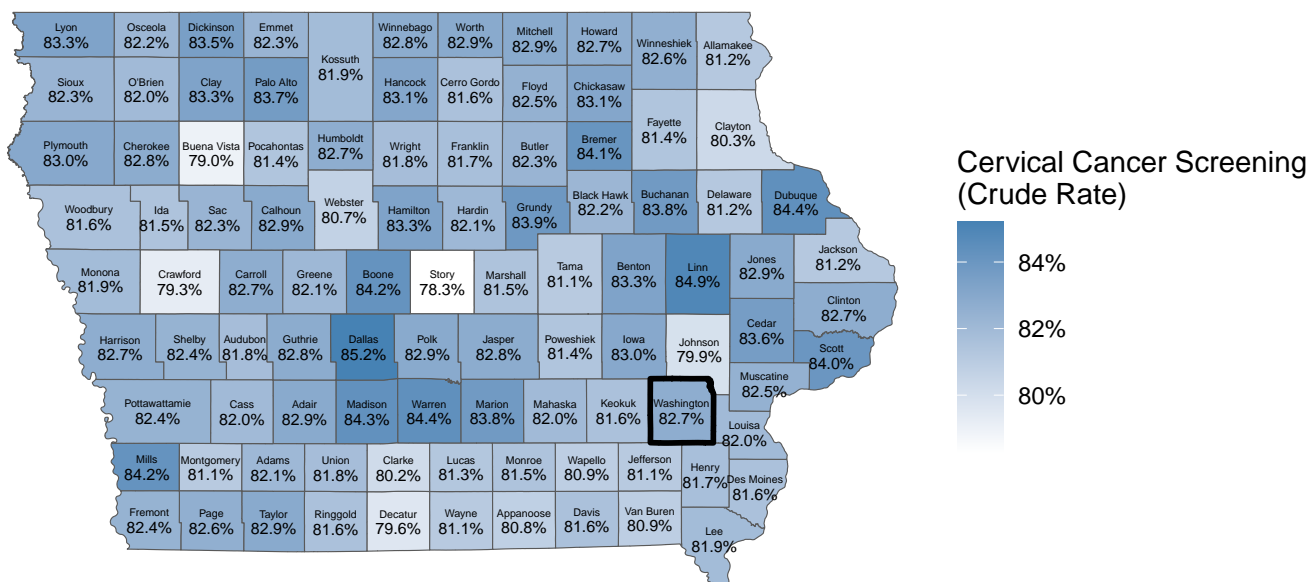 Lyon
83.3%
Osceola
82.2%
Dickinson
83.5%
Emmet
82.3%
Kossuth
81.9%
Winnebago
82.8%
Worth
82.9%
Mitchell
82.9%
Howard
82.7%
Winneshiek
82.6%
Allamakee
81.2%
Sioux
82.3%
O'Brien
82.0%
Clay
83.3%
Palo Alto
83.7%
Hancock
83.1%
Cerro Gordo
81.6%
Floyd
82.5%
Chickasaw
83.1%
Fayette
81.4%
Clayton
80.3%
Plymouth
83.0%
Cherokee
82.8%
Buena Vista
79.0%
Pocahontas
81.4%
Humboldt
82.7%
Wright
81.8%
Franklin
81.7%
Butler
82.3%
Bremer
84.1%
Woodbury
81.6%
Ida
81.5%
Sac
82.3%
Calhoun
82.9%
Webster
80.7%
Hamilton
83.3%
Hardin
82.1%
Grundy
83.9%
Black Hawk
82.2%
Buchanan
83.8%
Delaware
81.2%
Dubuque
84.4%
Monona
81.9%
Crawford
79.3%
Carroll
82.7%
Greene
82.1%
Boone
84.2%
Story
78.3%
Marshall
81.5%
Tama
81.1%
Benton
83.3%
Linn
84.9%
Jones
82.9%
Jackson
81.2%
Clinton
82.7%
Harrison
82.7%
Shelby
82.4%
Audubon
81.8%
Guthrie
82.8%
Dallas
85.2%
Polk
82.9%
Jasper
82.8%
Poweshiek
81.4%
Iowa
83.0%
Johnson
79.9%
Cedar
83.6%
Scott
84.0%
Muscatine
82.5%
Pottawattamie
82.4%
Cass
82.0%
Adair
82.9%
Madison
84.3%
Warren
84.4%
Marion
83.8%
Mahaska
82.0%
Keokuk
81.6%
Washington
82.7%
Louisa
82.0%
Mills
84.2%
Montgomery
81.1%
Adams
82.1%
Union
81.8%
Clarke
80.2%
Lucas
81.3%
Monroe
81.5%
Wapello
80.9%
Jefferson
81.1%
Henry
81.7%
Des Moines
81.6%
Fremont
82.4%
Page
82.6%
Taylor
82.9%
Ringgold
81.6%
Decatur
79.6%
Wayne
81.1%
Appanoose
80.8%
Davis
81.6%
Van Buren
80.9%
Lee
81.9%
Cervical Cancer Screening
(Crude Rate)
84%
82%
80%